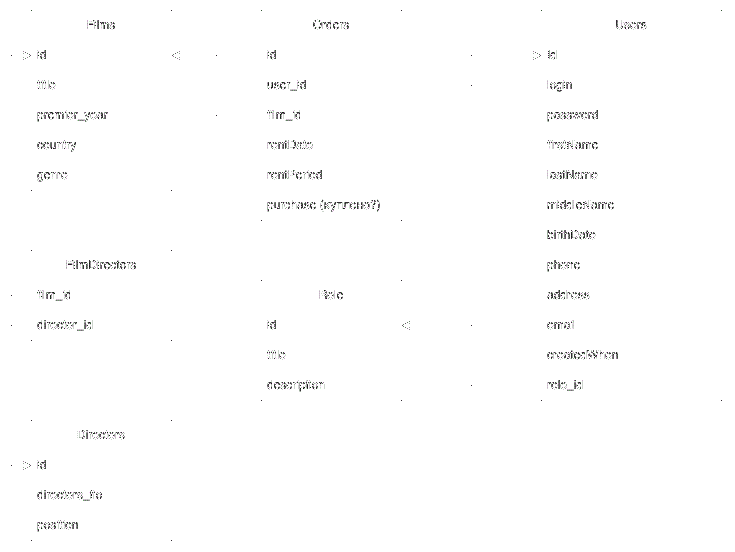 Films
id
title
premier_year
country
genre
Orders
id
user_id
film_id
rentDate
rentPeriod
purchase (куплено?)
Users
id
login
password
firstName
lastName
middleName
birthDate
phone
address
email
createdWhen
role_id
FilmDirectors
film_id
director_id
Role
id
title
description
Directors
id
directors_fio
position